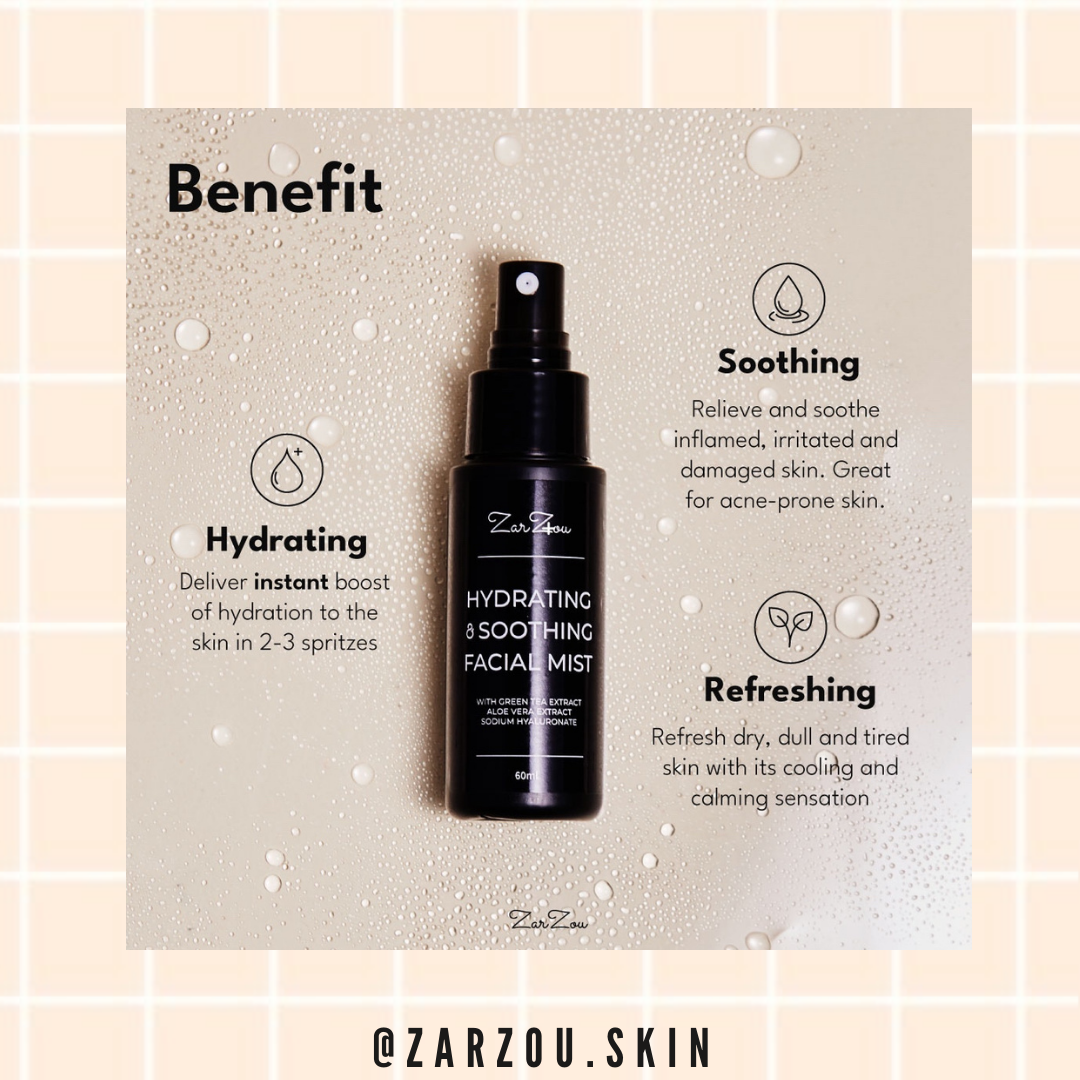 Benefit
Hydrating
Deliver instant boost
of hydration to the
skin in 2-3 spritzes
ZarZou
HYDRATING
& SOOTHING
FACIAL MIST
WITH GREEN TEA EXTRACT
ALOE VERA EXTRACT
SODIUM HYALURONATE
60ml
Soothing
Relieve and soothe
inflamed, irritated and
damaged skin. Great
for acne-prone skin.
Refreshing
Refresh dry, dull and tired
skin with its cooling and
calming sensation
ZarZou
@ZARZOU.SKIN